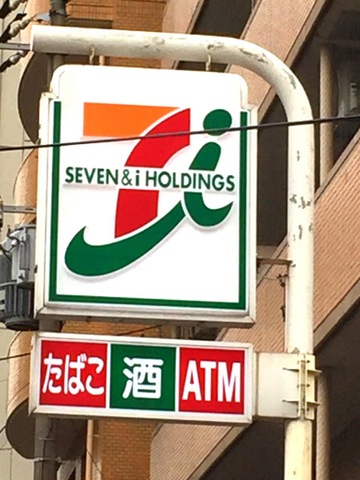 SEVEN&i HOLDINGS
たばこ 酒 ATM